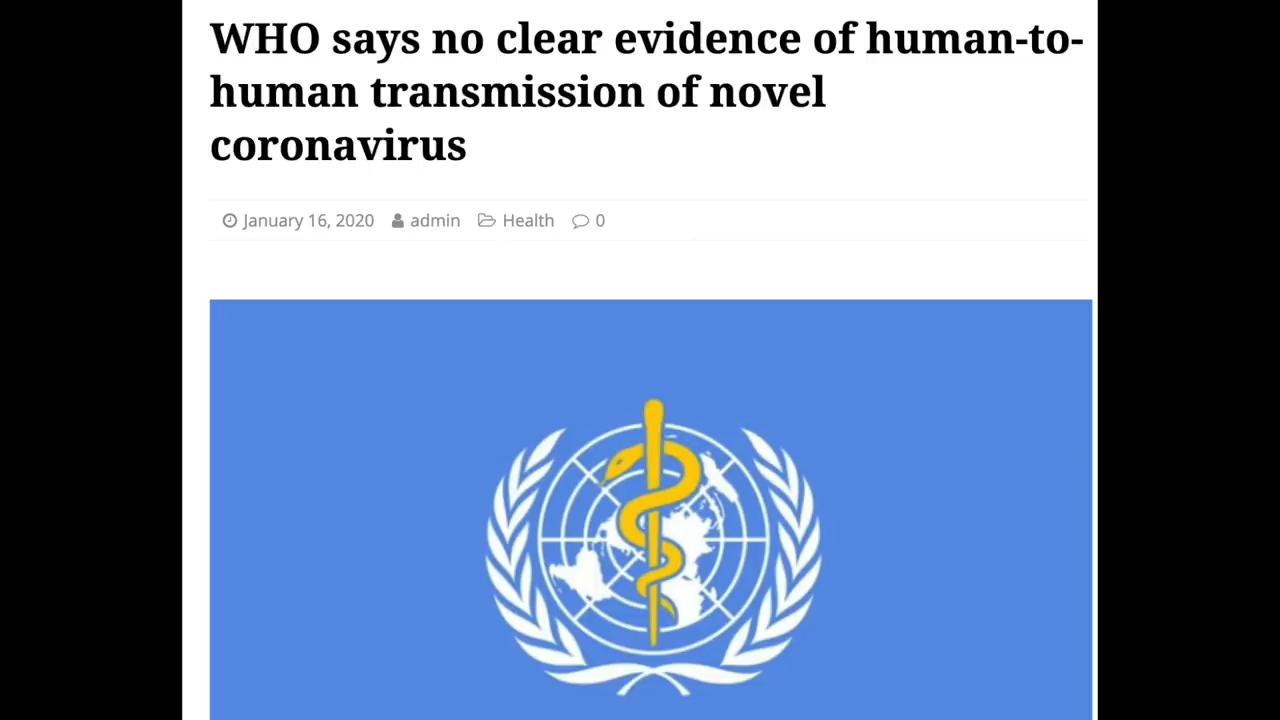 WHO says no clear evidence of human-to-
human transmission of novel
coronavirus
January 16, 2020 admin Health 0